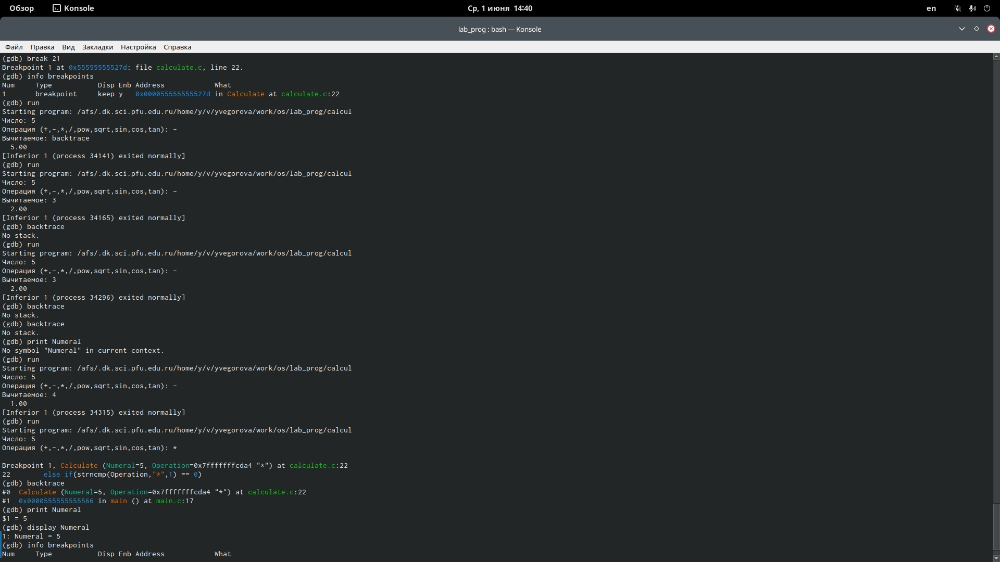 Обзор Konsole Ср, 1 июня 14:40 en
lab_prog : bash — Konsole
Файл Правка Вид Закладки Настройка Справка
(gdb) break 21
Breakpoint 1 at 0x55555555527d: file calculate.c, line 22.
(gdb) info breakpoints
Num     Type           Disp Enb Address            What
1       breakpoint     keep y   0x000055555555527d in Calculate at calculate.c:22
(gdb) run
Starting program: /afs/.dk.sci.pfu.edu.ru/home/y/v/yvegorova/work/os/lab_prog/calcul
Число: 5
Операция (+,-,*,/,pow,sqrt,sin,cos,tan): -
Вычитаемое: backtrace
  5.00
[Inferior 1 (process 34141) exited normally]
(gdb) run
Starting program: /afs/.dk.sci.pfu.edu.ru/home/y/v/yvegorova/work/os/lab_prog/calcul
Число: 5
Операция (+,-,*,/,pow,sqrt,sin,cos,tan): -
Вычитаемое: 3
  2.00
[Inferior 1 (process 34165) exited normally]
(gdb) backtrace
No stack.
(gdb) run
Starting program: /afs/.dk.sci.pfu.edu.ru/home/y/v/yvegorova/work/os/lab_prog/calcul
Число: 5
Операция (+,-,*,/,pow,sqrt,sin,cos,tan): -
Вычитаемое: 3
  2.00
[Inferior 1 (process 34296) exited normally]
(gdb) backtrace
No stack.
(gdb) backtrace
No stack.
(gdb) print Numeral
No symbol "Numeral" in current context.
(gdb) run
Starting program: /afs/.dk.sci.pfu.edu.ru/home/y/v/yvegorova/work/os/lab_prog/calcul
Число: 5
Операция (+,-,*,/,pow,sqrt,sin,cos,tan): -
Вычитаемое: 4
  1.00
[Inferior 1 (process 34315) exited normally]
(gdb) run
Starting program: /afs/.dk.sci.pfu.edu.ru/home/y/v/yvegorova/work/os/lab_prog/calcul
Число: 5
Операция (+,-,*,/,pow,sqrt,sin,cos,tan): *
Breakpoint 1, Calculate (Numeral=5, Operation=0x7fffffffcda4 "*") at calculate.c:22
22        else if(strncmp(Operation,"*",1) == 0)
(gdb) backtrace
#0  Calculate (Numeral=5, Operation=0x7fffffffcda4 "*") at calculate.c:22
#1  0x0000555555555566 in main () at main.c:17
(gdb) print Numeral
$1 = 5
(gdb) display Numeral
1: Numeral = 5
(gdb) info breakpoints
Num     Type           Disp Enb Address            What